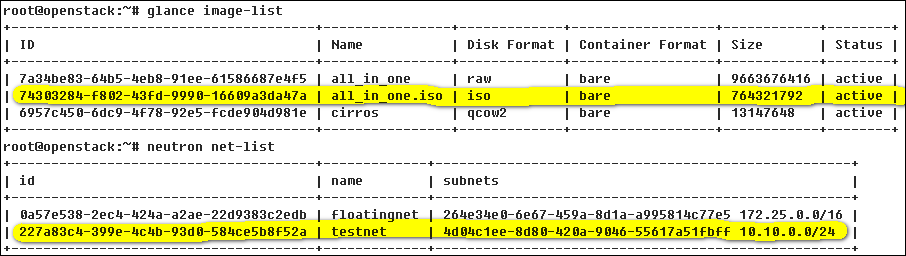 root@openstack:~# glance image-list
+--------------------------------------+----------------+-------------+------------------+------------+--------+
| ID | Name | Disk Format | Container Format | Size | Status |
+--------------------------------------+----------------+-------------+------------------+------------+--------+
| 7a34be83-64b5-4eb8-91ee-61586687e4f5 | all_in_one | raw | bare | 9663676416 | active |
| 74303284-f802-43fd-9990-16609a3da47a | all_in_one.iso | iso | bare | 764321792 | active |
| 6957c450-6dc9-4f78-92e5-fcde904d981e | cirros | qcow2 | bare | 13147648 | active |
+--------------------------------------+----------------+-------------+------------------+------------+--------+
root@openstack:~# neutron net-list
+--------------------------------------+-------------+----------------------------------------------------+
| id | name | subnets |
+--------------------------------------+-------------+----------------------------------------------------+
| 0a57e538-2ec4-424a-a2ae-22d9383c2edb | floatingnet | 264e34e0-6e67-459a-8d1a-a995814c77e5 172.25.0.0/16 |
| 227a83c4-399e-4c4b-93d0-584ce5b8f52a | testnet | 4d04c1ee-8d80-420a-9046-55617a51fbff 10.10.0.0/24 |
+--------------------------------------+-------------+----------------------------------------------------+